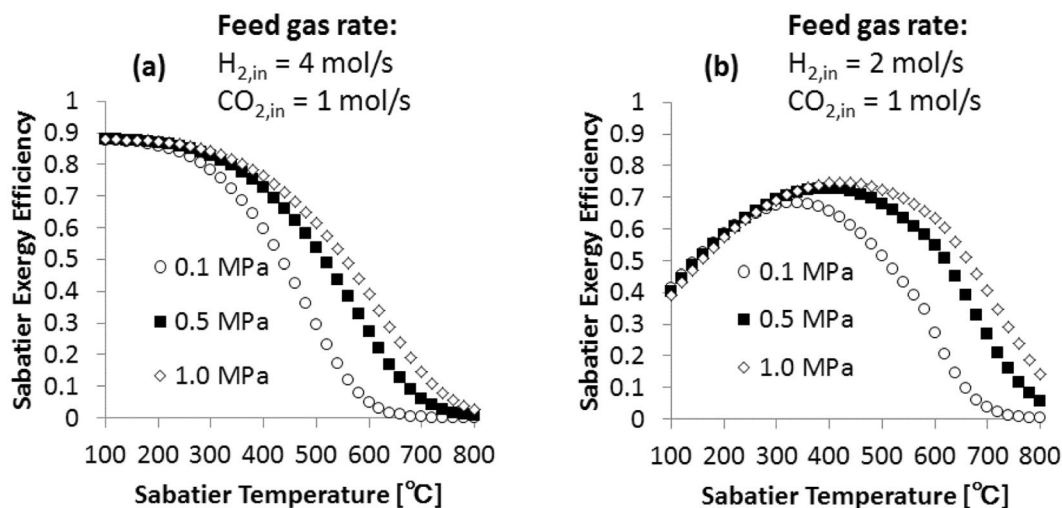 Feed gas rate:
(a) H2,in = 4 mol/s
CO2,in = 1 mol/s
1
0.9
0.8
0.7
0.6
0.5
0.4
0.3
0.2
0.1
0
Sabatier Exergy Efficiency
0.1 MPa
0.5 MPa
1.0 MPa
100 200 300 400 500 600 700 800
Sabatier Temperature [°C]
Feed gas rate:
(b) H2,in = 2 mol/s
CO2,in = 1 mol/s
1
0.9
0.8
0.7
0.6
0.5
0.4
0.3
0.2
0.1
0
Sabatier Exergy Efficiency
0.1 MPa
0.5 MPa
1.0 MPa
100 200 300 400 500 600 700 800
Sabatier Temperature [°C]